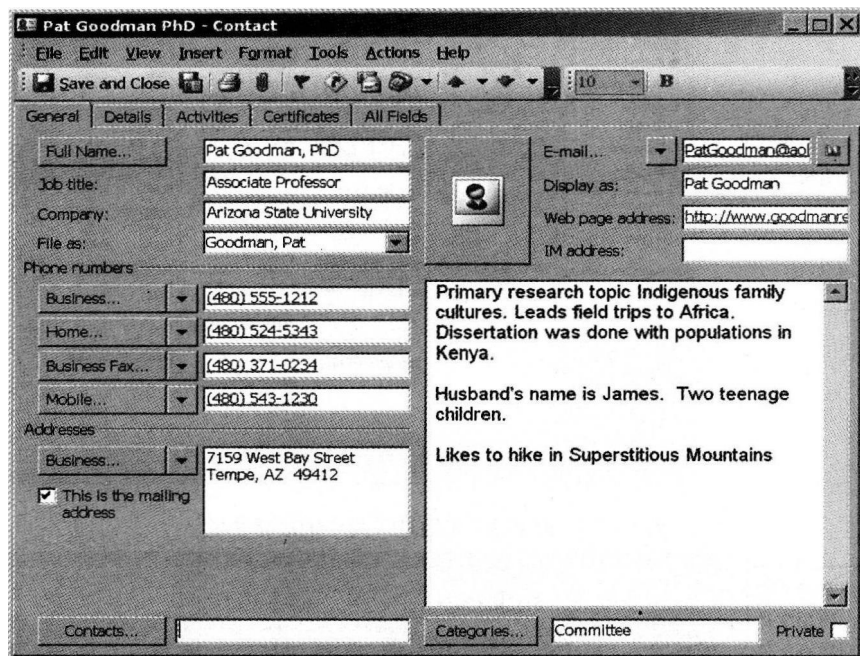 Pat Goodman PhD - Contact
File Edit View Insert Format Tools Actions Help
Save and Close 10 B
General Details Activities Certificates All Fields
Full Name... Pat Goodman, PhD
Job title: Associate Professor
Company: Arizona State University
File as: Goodman, Pat
E-mail... PatGoodman@aol
Display as: Pat Goodman
Web page address: http://www.goodmanre
IM address:
Phone numbers
Business... (480) 555-1212
Home... (480) 524-5343
Business Fax... (480) 371-0234
Mobile... (480) 543-1230
Addresses
Business... 7159 West Bay Street
Tempe, AZ 49412
This is the mailing
address
Primary research topic Indigenous family
cultures. Leads field trips to Africa.
Dissertation was done with populations in
Kenya.
Husband's name is James. Two teenage
children.
Likes to hike in Superstitious Mountains
Contacts... Categories... Committee Private